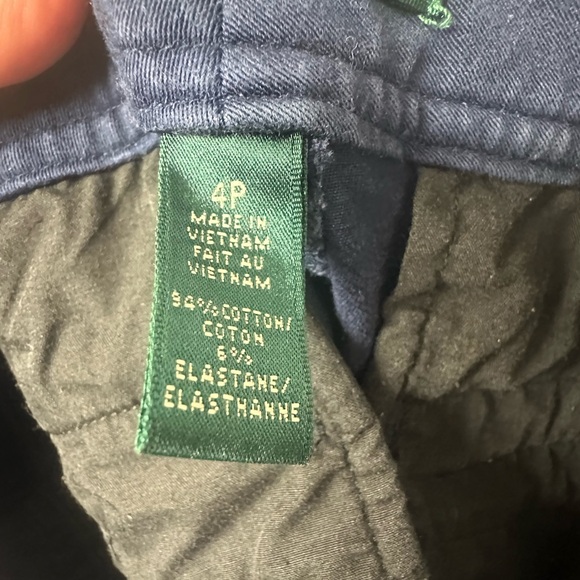 4P
MADE IN
VIETNAM
FAIT AU
VIETNAM
94% COTTON/
COTON
6%
ELASTANE/
ELASTHANNE